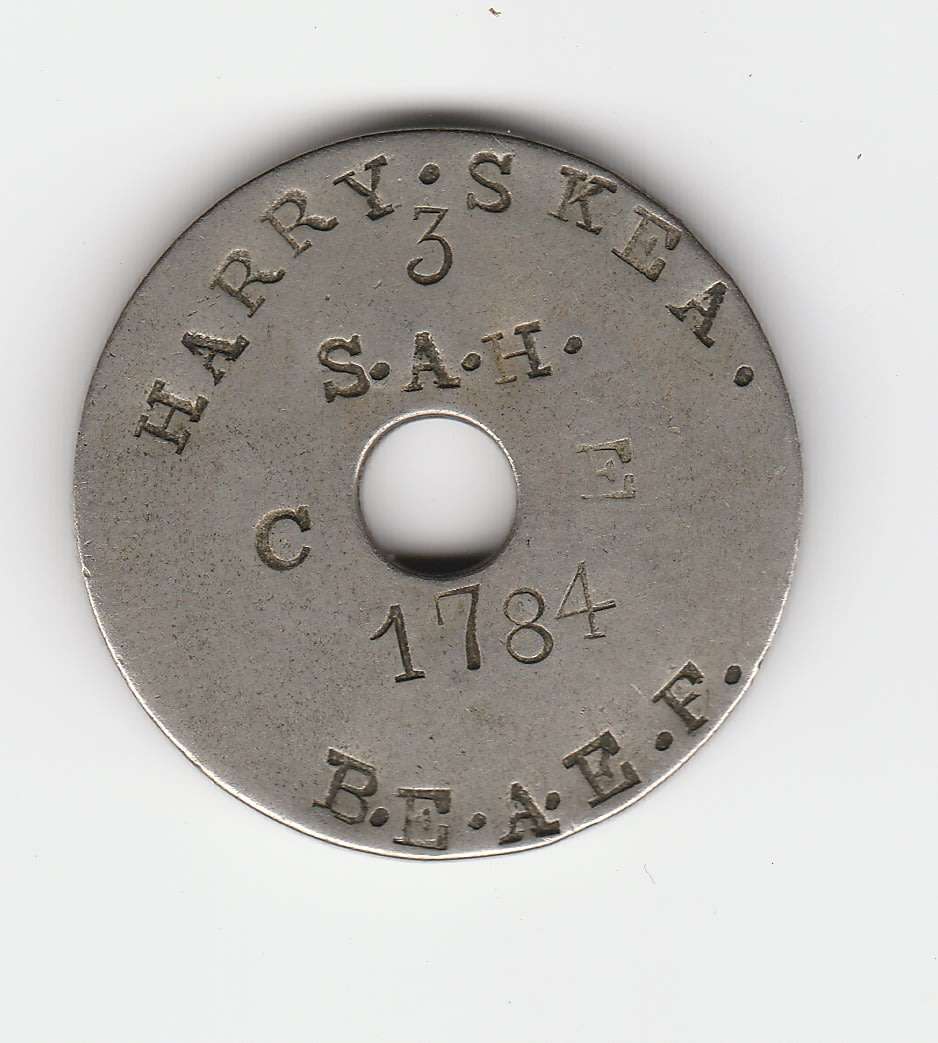 HARRY·SKEA.
3
S·A·H·
C E
1784
B·E·A·E·F·